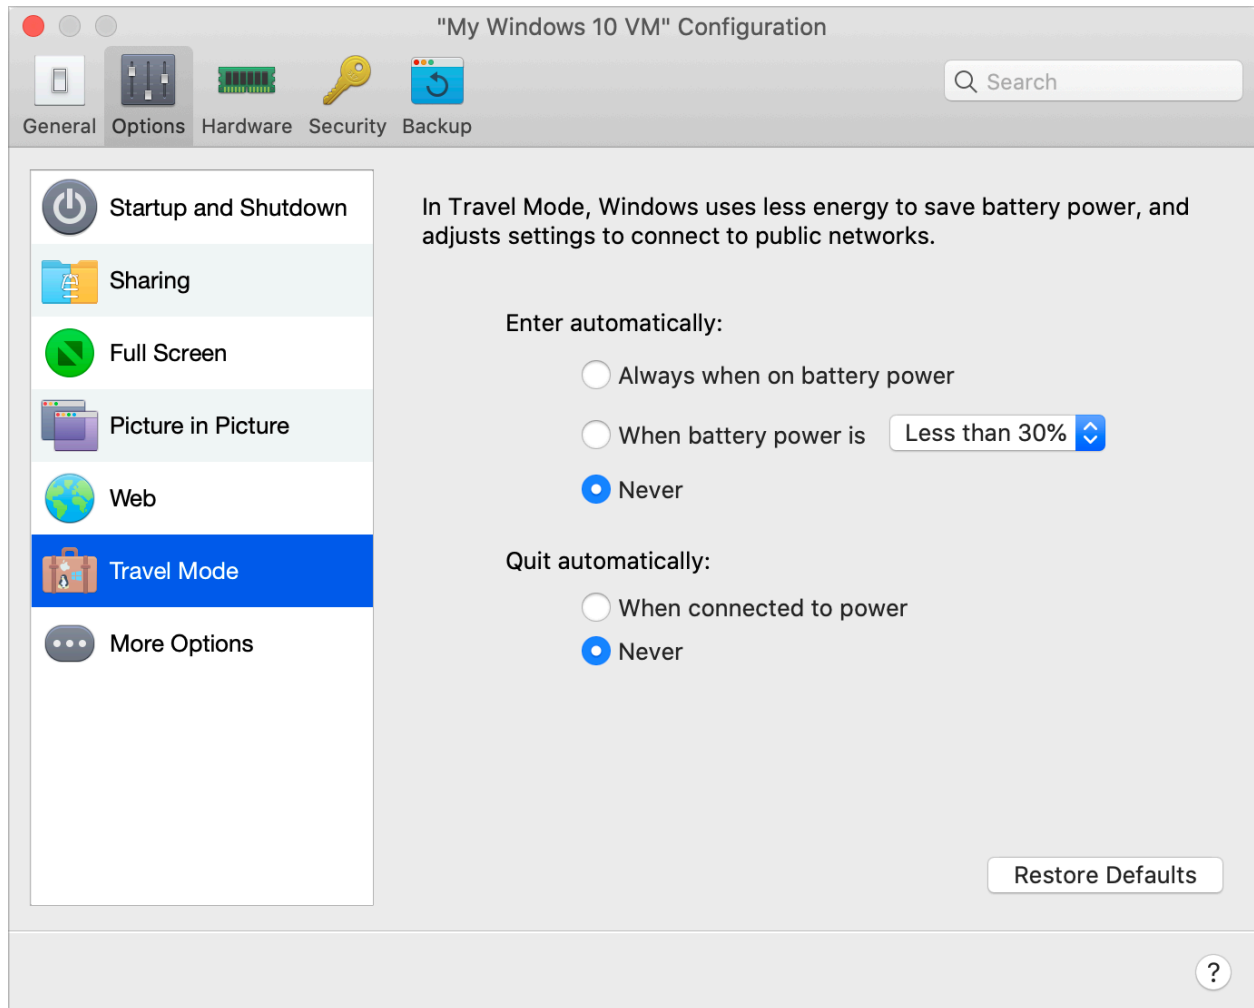 "My Windows 10 VM" Configuration
General Options Hardware Security Backup
Search
Startup and Shutdown
Sharing
Full Screen
Picture in Picture
Web
Travel Mode
More Options
In Travel Mode, Windows uses less energy to save battery power, and
adjusts settings to connect to public networks.
Enter automatically:
Always when on battery power
When battery power is Less than 30%
Never
Quit automatically:
When connected to power
Never
Restore Defaults
?